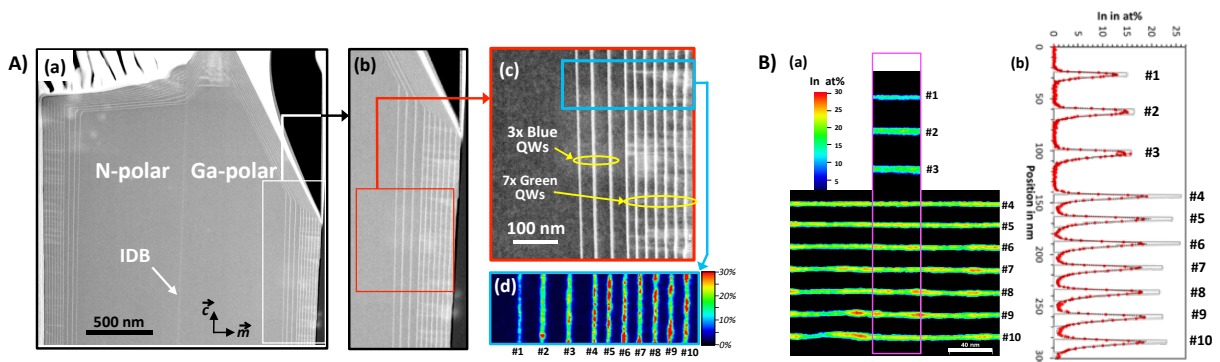 A)
(a)
N-polar
Ga-polar
IDB
c
m
500 nm
(b)
(c)
3x Blue
QWs
7x Green
QWs
100 nm
(d)
30%
20%
10%
0%
#1 #2 #3 #4 #5 #6 #7 #8 #9 #10
B)
(a)
In at%
30
25
20
15
10
5
#1
#2
#3
#4
#5
#6
#7
#8
#9
#10
40 nm
In in at%
0 5 10 15 20 25
(b)
Position in nm
0
50
100
150
200
250
300
#1
#2
#3
#4
#5
#6
#7
#8
#9
#10